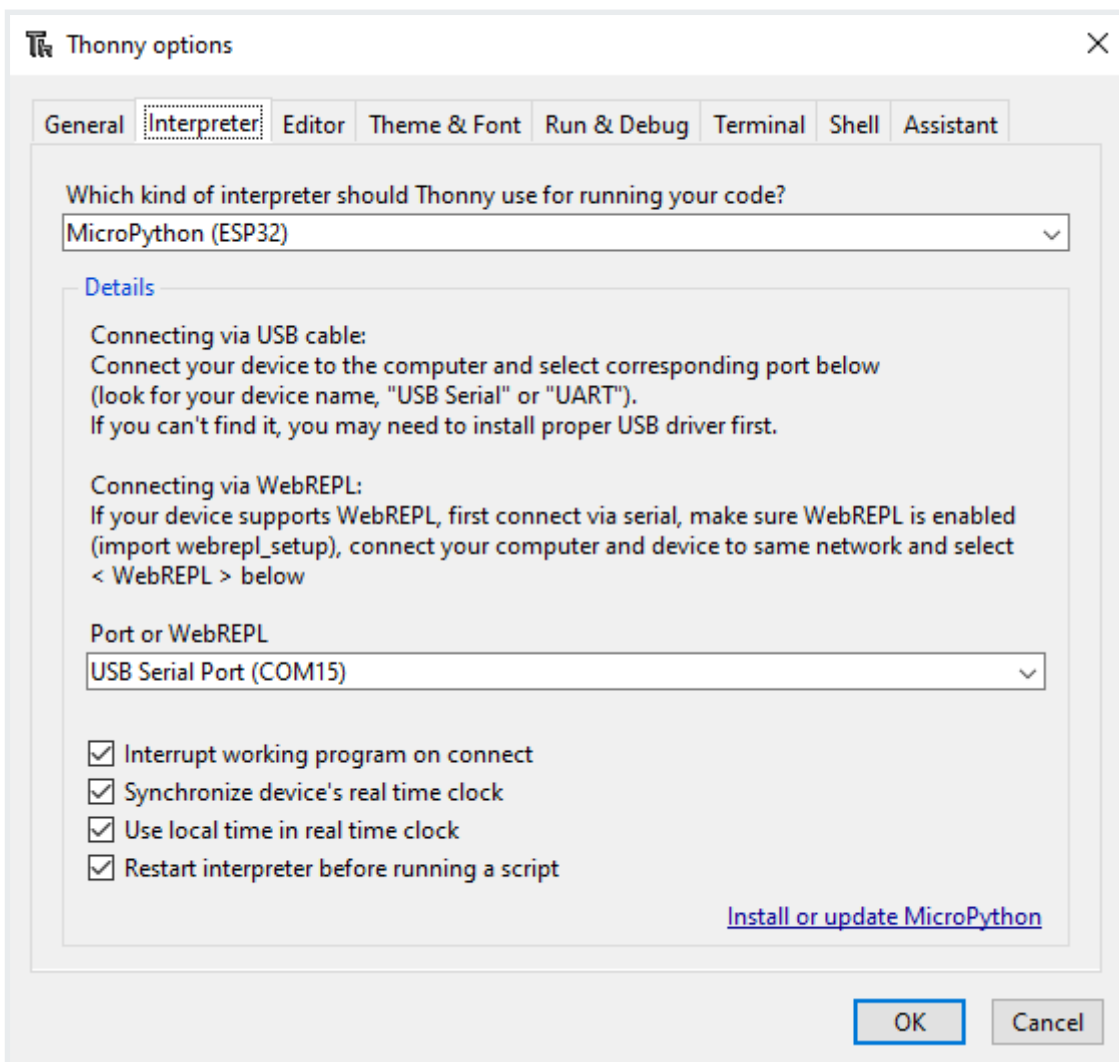 Thonny options
General Interpreter Editor Theme & Font Run & Debug Terminal Shell Assistant
Which kind of interpreter should Thonny use for running your code?
MicroPython (ESP32)
Details
Connecting via USB cable:
Connect your device to the computer and select corresponding port below
(look for your device name, "USB Serial" or "UART").
If you can't find it, you may need to install proper USB driver first.
Connecting via WebREPL:
If your device supports WebREPL, first connect via serial, make sure WebREPL is enabled
(import webrepl_setup), connect your computer and device to same network and select
< WebREPL > below
Port or WebREPL
USB Serial Port (COM15)
Interrupt working program on connect
Synchronize device's real time clock
Use local time in real time clock
Restart interpreter before running a script
Install or update MicroPython
OK Cancel